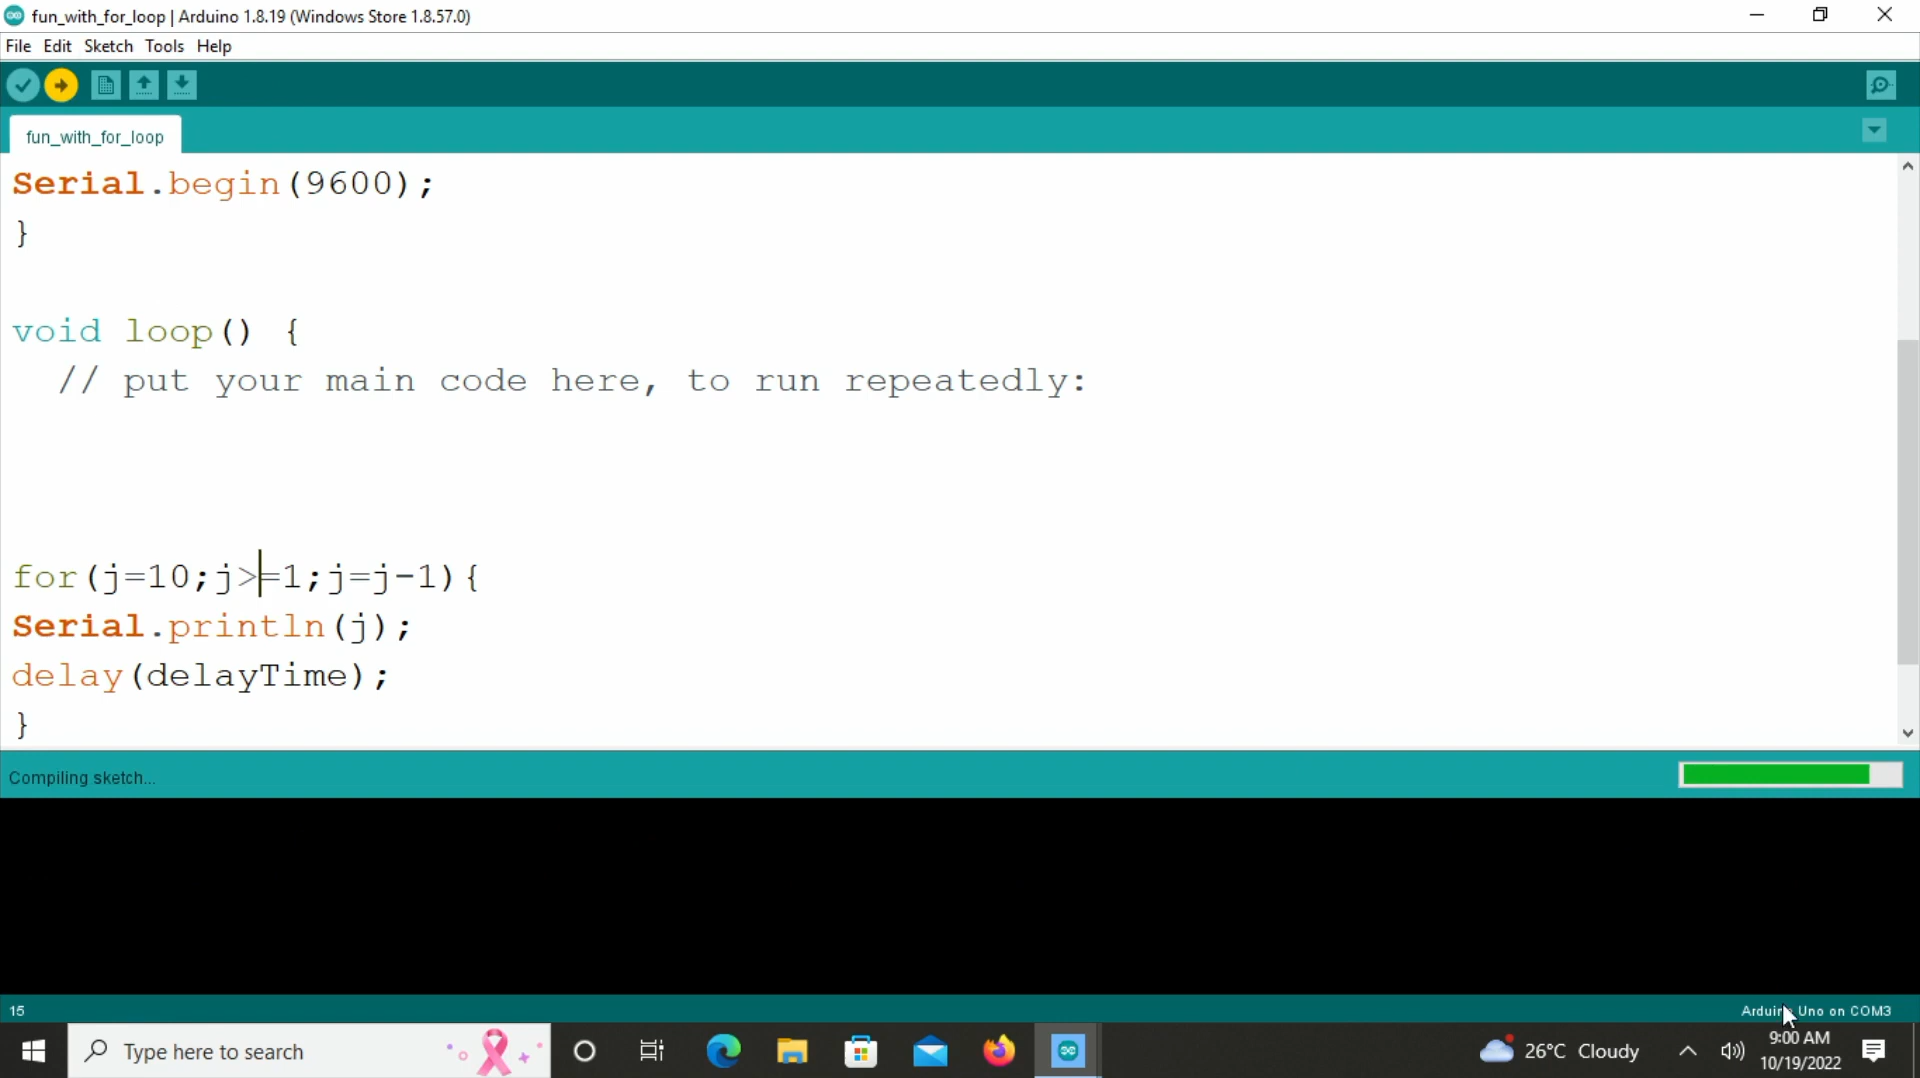 fun_with_for_loop | Arduino 1.8.19 (Windows Store 1.8.57.0)
File Edit Sketch Tools Help
fun_with_for_loop
Serial.begin(9600);
}
void loop() {
// put your main code here, to run repeatedly:
for(j=10;j>=1;j=j-1){
Serial.println(j);
delay(delayTime);
}
Compiling sketch...
15
Arduino Uno on COM3
Type here to search
26°C Cloudy
9:00 AM
10/19/2022